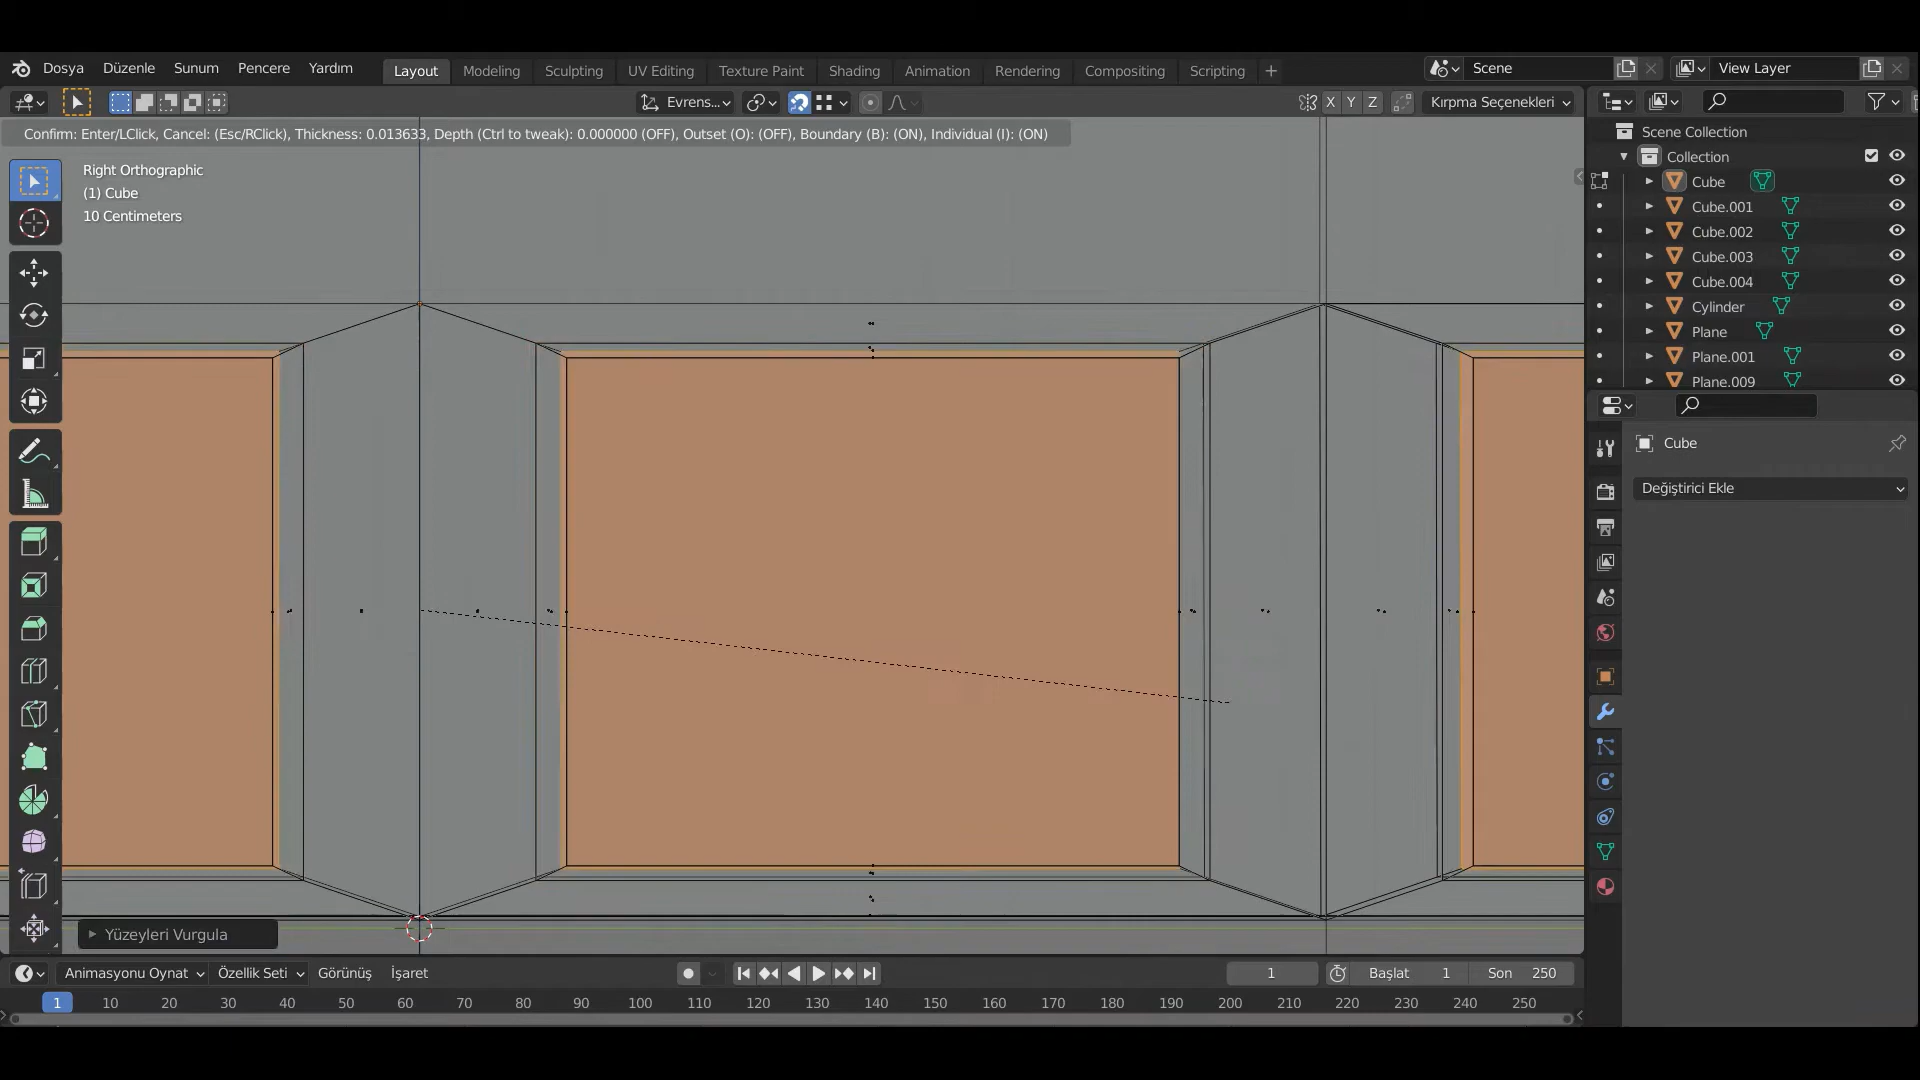 Dosya Düzenle Sunum Pencere Yardım Layout Modeling Sculpting UV Editing Texture Paint Shading Animation Rendering Compositing Scripting + Scene View Layer
Evrens... X Y Z Kırpma Seçenekleri
Confirm: Enter/LClick, Cancel: (Esc/RClick), Thickness: 0.013633, Depth (Ctrl to tweak): 0.000000 (OFF), Outset (O): (OFF), Boundary (B): (ON), Individual (I): (ON)
Right Orthographic
(1) Cube
10 Centimeters
Scene Collection
Collection
Cube
Cube.001
Cube.002
Cube.003
Cube.004
Cylinder
Plane
Plane.001
Plane.009
Cube
Değiştirici Ekle
Yüzeyleri Vurgula
Animasyonu Oynat Özellik Seti Görünüş İşaret 1 Başlat 1 Son 250
1 10 20 30 40 50 60 70 80 90 100 110 120 130 140 150 160 170 180 190 200 210 220 230 240 250